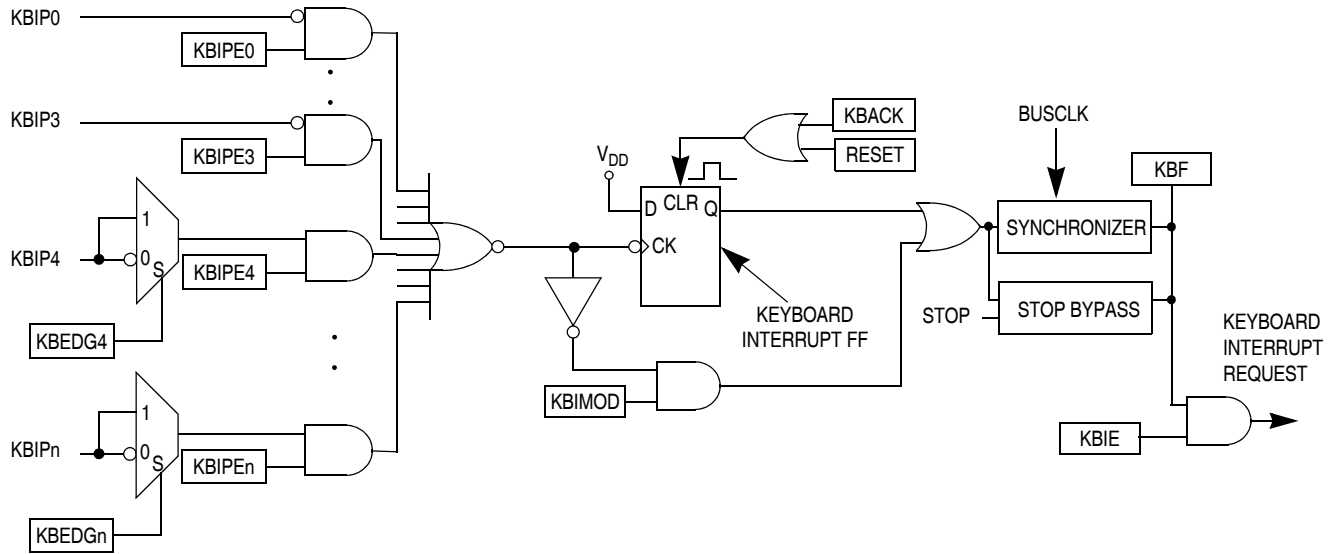 KBIP0
KBIPE0
KBIP3
KBIPE3
KBACK
RESET
BUSCLK
VDD
KBF
D CLR Q
CK
1
0
S
KBIP4
KBIPE4
SYNCHRONIZER
KEYBOARD
INTERRUPT FF
STOP
STOP BYPASS
KEYBOARD
INTERRUPT
REQUEST
KBEDG4
KBIMOD
1
0
S
KBIPn
KBIPEn
KBIE
KBEDGn